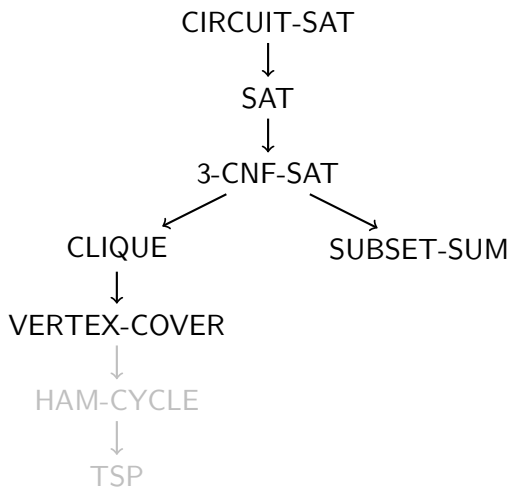 CIRCUIT-SAT
SAT
3-CNF-SAT
CLIQUE
SUBSET-SUM
VERTEX-COVER
HAM-CYCLE
TSP